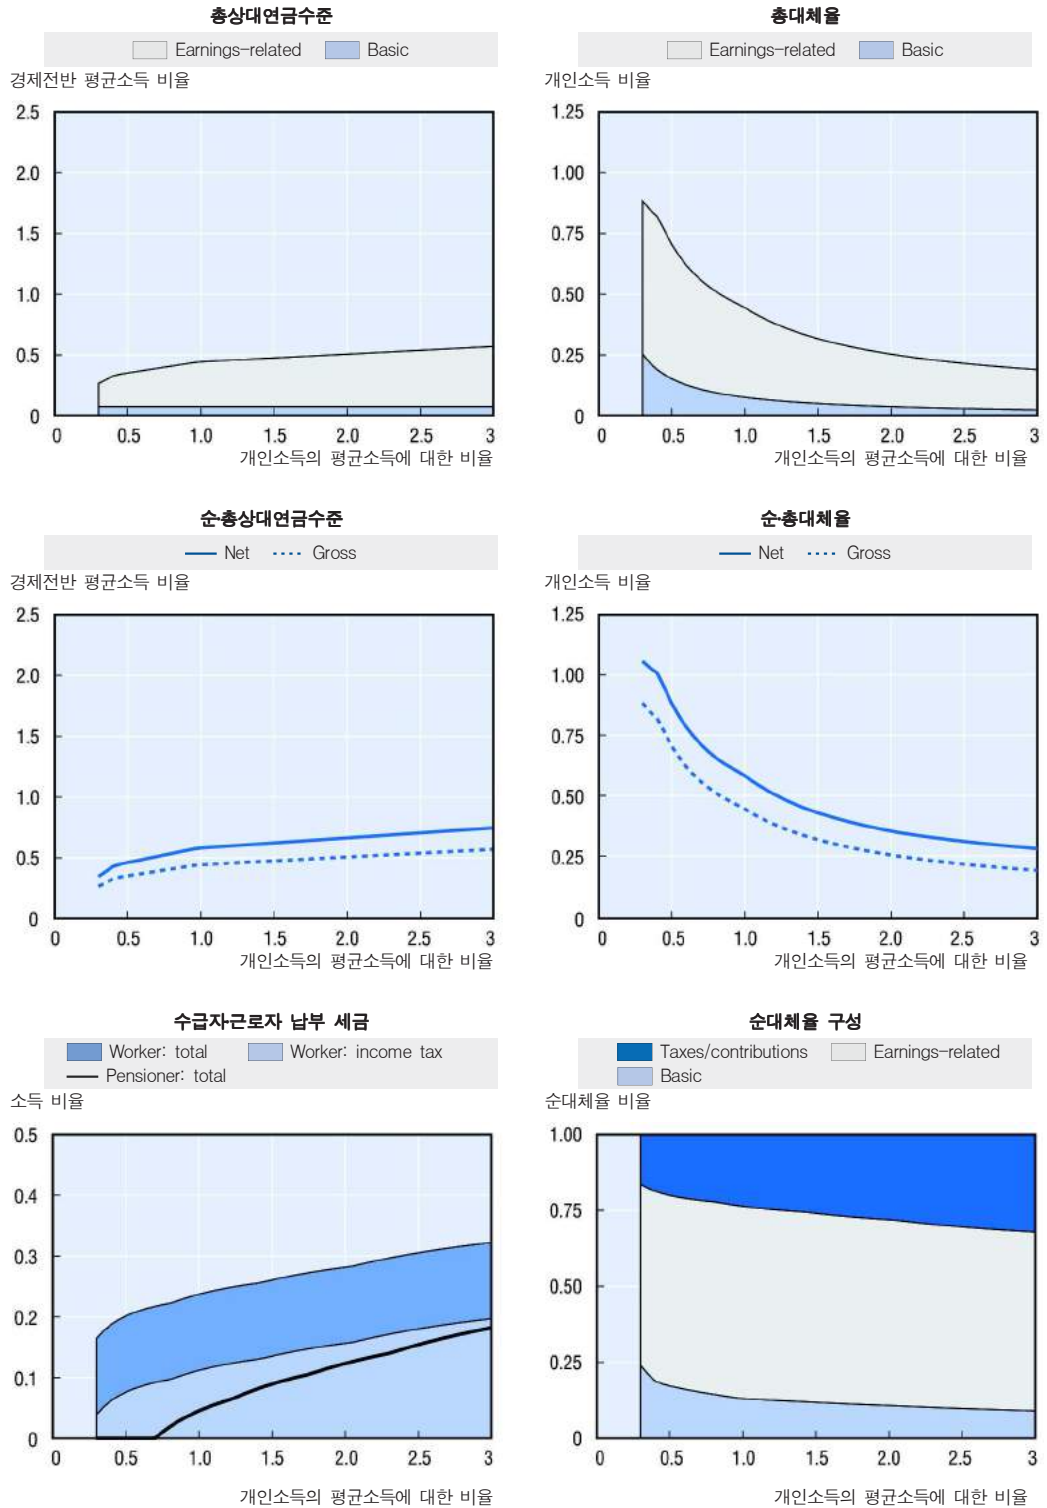 총상대연금수준
Earnings-related Basic
경제전반 평균소득 비율
2.5
2.0
1.5
1.0
0.5
0
0 0.5 1.0 1.5 2.0 2.5 3
개인소득의 평균소득에 대한 비율
총대체율
Earnings-related Basic
개인소득 비율
1.25
1.00
0.75
0.50
0.25
0
0 0.5 1.0 1.5 2.0 2.5 3
개인소득의 평균소득에 대한 비율
순·총상대연금수준
Net Gross
경제전반 평균소득 비율
2.5
2.0
1.5
1.0
0.5
0
0 0.5 1.0 1.5 2.0 2.5 3
개인소득의 평균소득에 대한 비율
순·총대체율
Net Gross
개인소득 비율
1.25
1.00
0.75
0.50
0.25
0
0 0.5 1.0 1.5 2.0 2.5 3
개인소득의 평균소득에 대한 비율
수급자·근로자 납부 세금
Worker: total Worker: income tax
Pensioner: total
소득 비율
0.5
0.4
0.3
0.2
0.1
0
0 0.5 1.0 1.5 2.0 2.5 3
개인소득의 평균소득에 대한 비율
순대체율 구성
Taxes/contributions Earnings-related
Basic
순대체율 비율
1.00
0.75
0.50
0.25
0
0 0.5 1.0 1.5 2.0 2.5 3
개인소득의 평균소득에 대한 비율